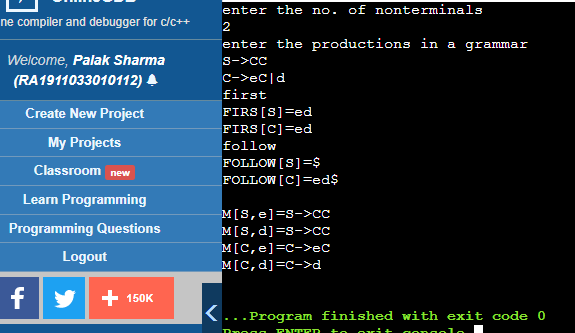 ne compiler and debugger for c/c++
Welcome, Palak Sharma
(RA1911033010112)
Create New Project
My Projects
Classroom new
Learn Programming
Programming Questions
Logout
f
+ 150K
<
enter the no. of nonterminals
2
enter the productions in a grammar
S->CC
C->eC|d
first
FIRS[S]=ed
FIRS[C]=ed
follow
FOLLOW[S]=$
FOLLOW[C]=ed$
M[S,e]=S->CC
M[S,d]=S->CC
M[C,e]=C->eC
M[C,d]=C->d
...Program finished with exit code 0
Press ENTER to exit console.